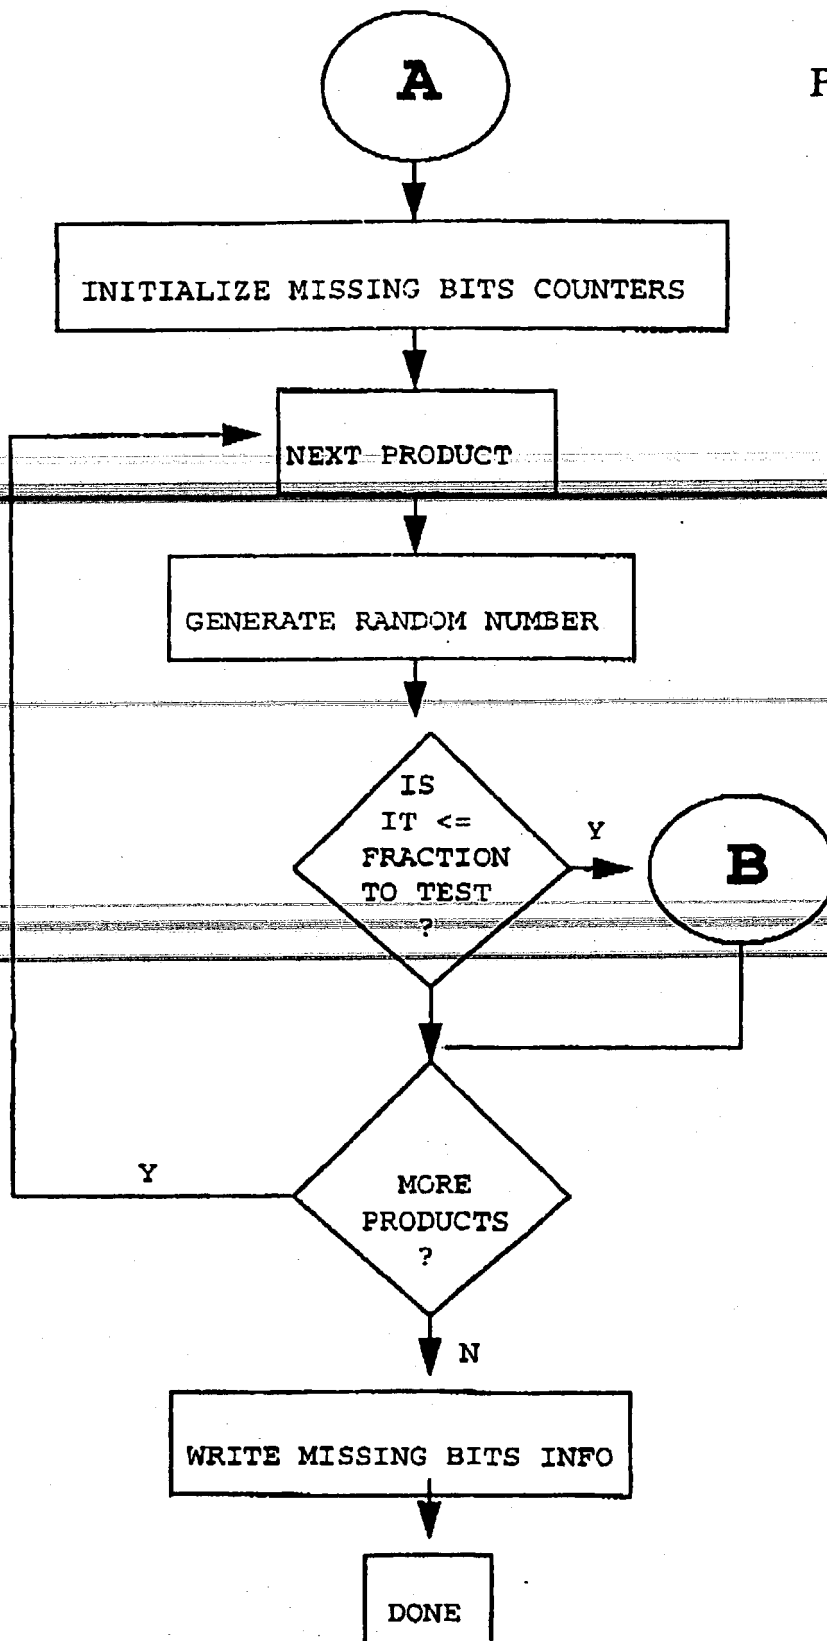 A
INITIALIZE MISSING BITS COUNTERS
NEXT PRODUCT
GENERATE RANDOM NUMBER
IS
IT <=
FRACTION
TO TEST
?
Y
B
Y
MORE
PRODUCTS
?
N
WRITE MISSING BITS INFO
DONE